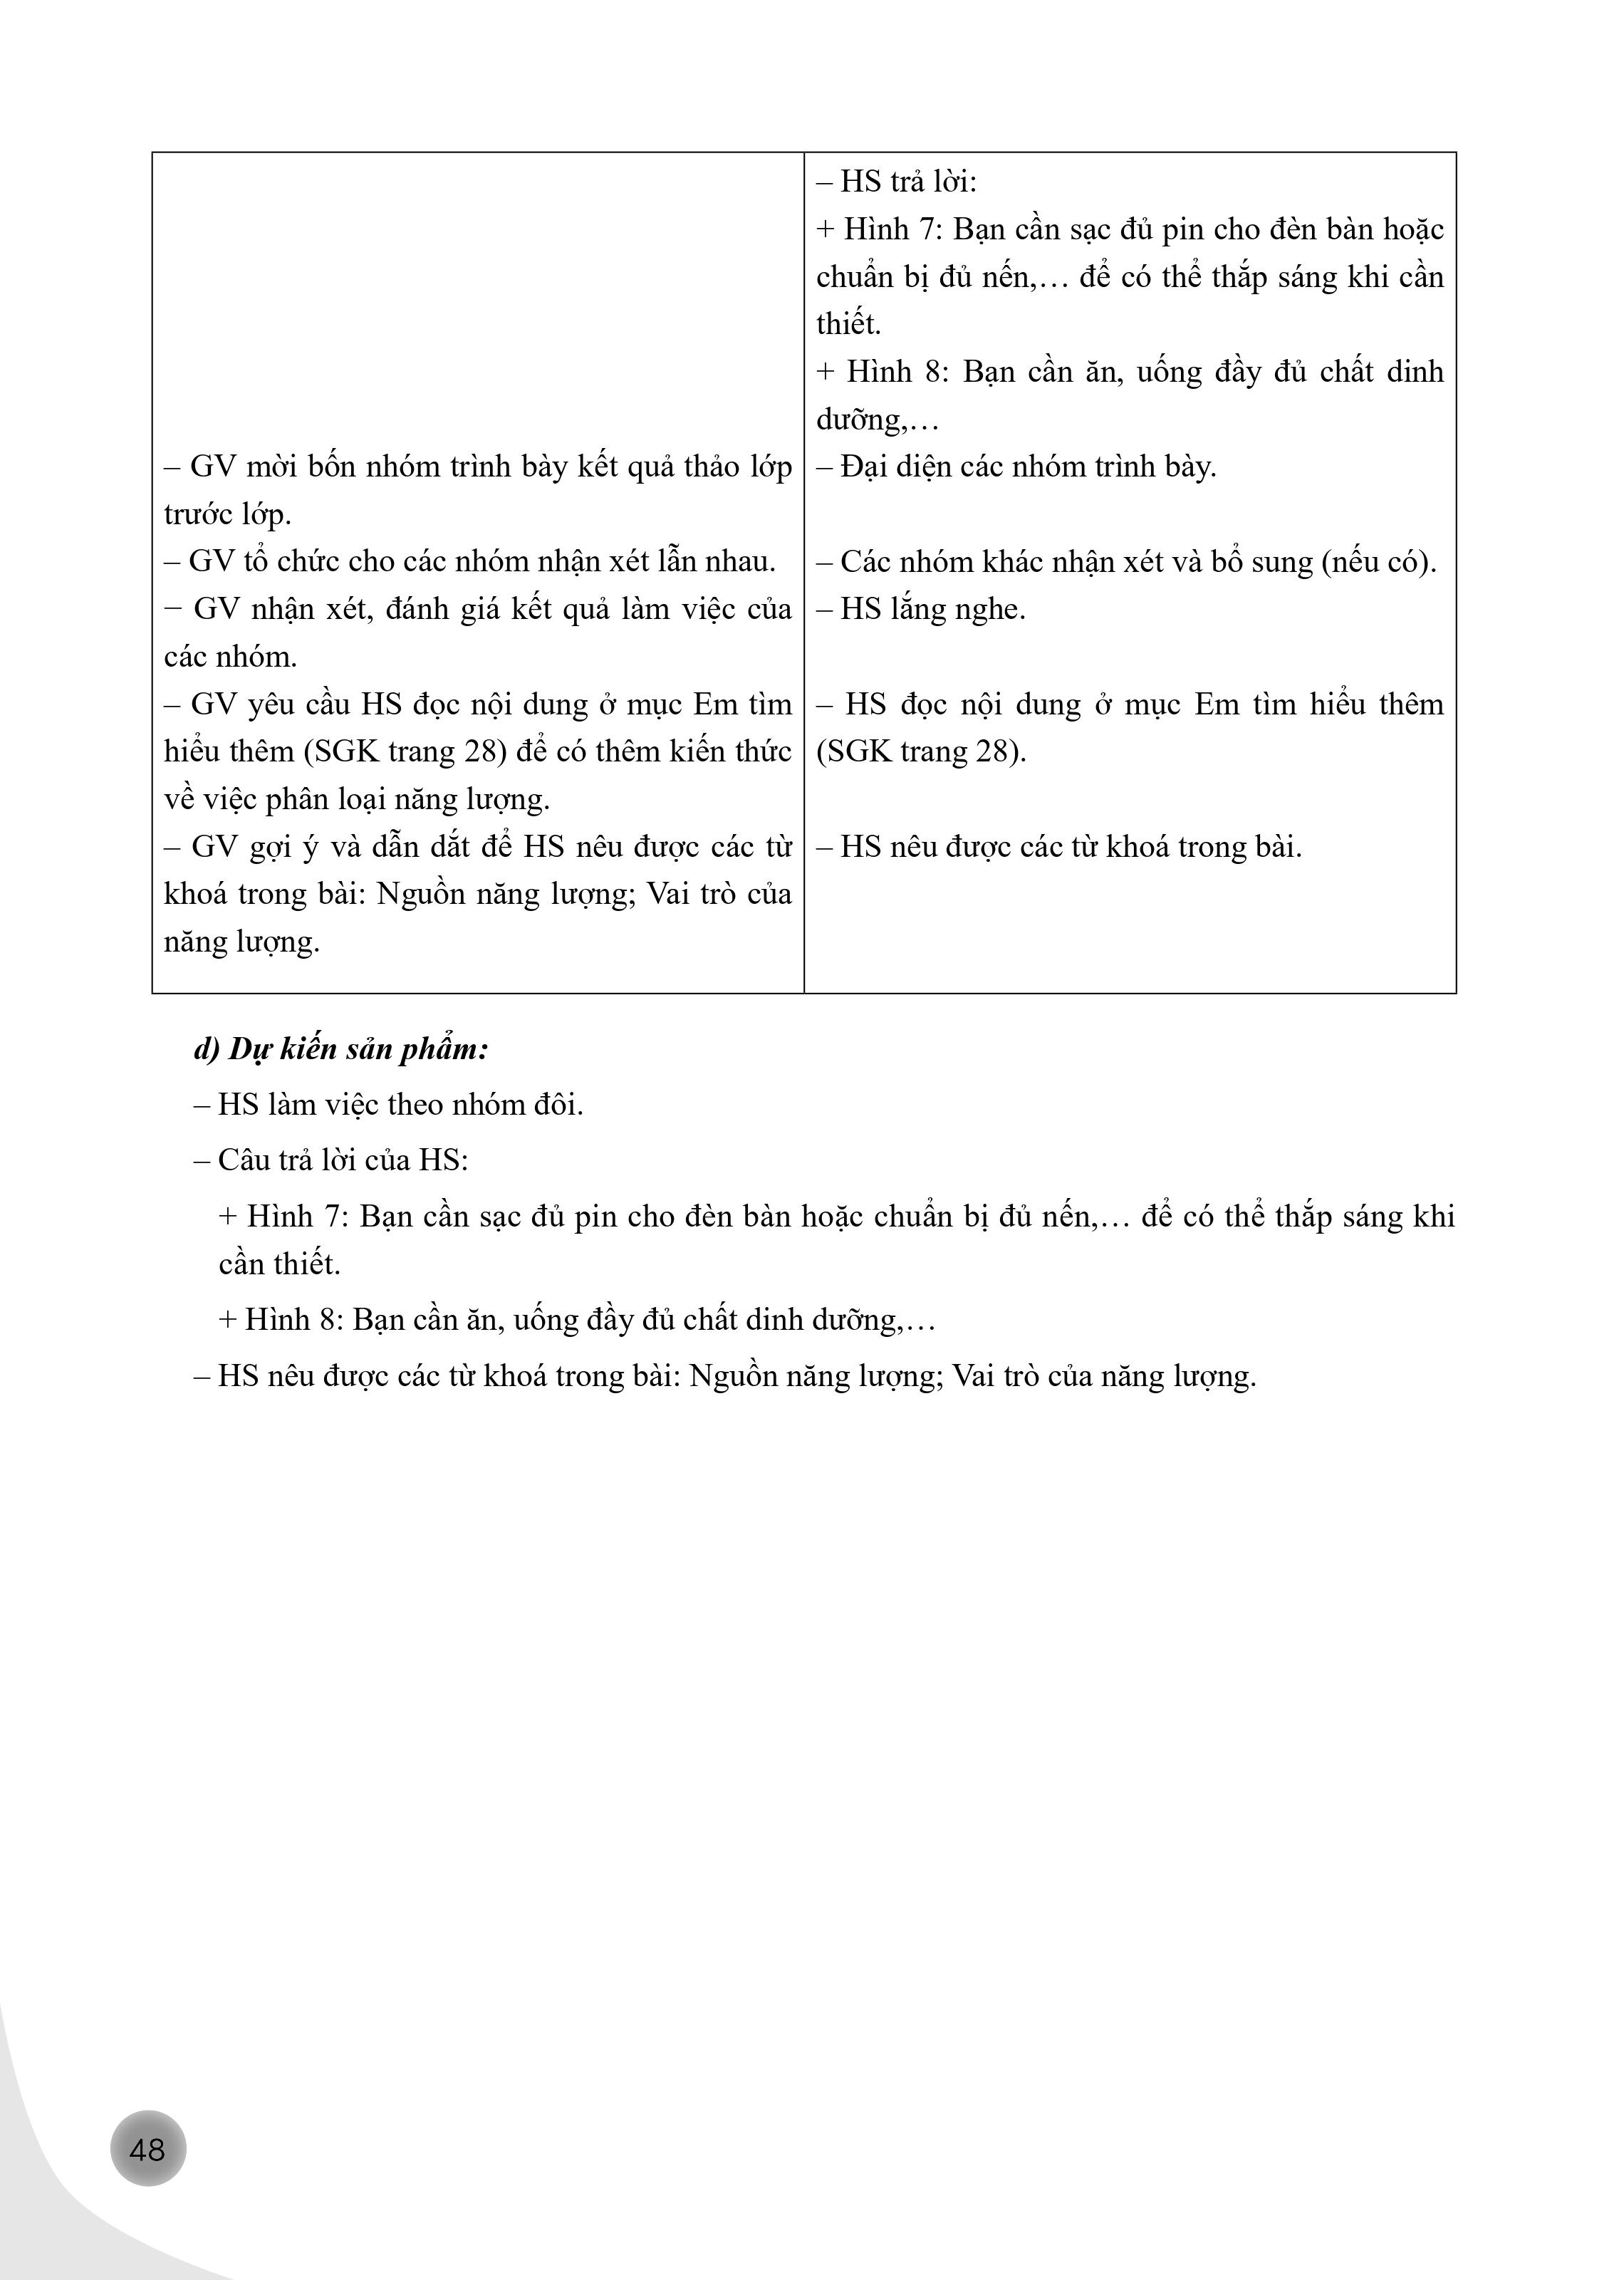 – HS trả lời:
+ Hình 7: Bạn cần sạc đủ pin cho đèn bàn hoặc
chuẩn bị đủ nến,… để có thể thắp sáng khi cần
thiết.
+ Hình 8: Bạn cần ăn, uống đầy đủ chất dinh
dưỡng,…
– GV mời bốn nhóm trình bày kết quả thảo lớp
trước lớp.
– GV tổ chức cho các nhóm nhận xét lẫn nhau.
– GV nhận xét, đánh giá kết quả làm việc của
các nhóm.
– GV yêu cầu HS đọc nội dung ở mục Em tìm
hiểu thêm (SGK trang 28) để có thêm kiến thức
về việc phân loại năng lượng.
– GV gợi ý và dẫn dắt để HS nêu được các từ
khoá trong bài: Nguồn năng lượng; Vai trò của
năng lượng.
– Đại diện các nhóm trình bày.
– Các nhóm khác nhận xét và bổ sung (nếu có).
– HS lắng nghe.
– HS đọc nội dung ở mục Em tìm hiểu thêm
(SGK trang 28).
– HS nêu được các từ khoá trong bài.
d) Dự kiến sản phẩm:
– HS làm việc theo nhóm đôi.
– Câu trả lời của HS:
+ Hình 7: Bạn cần sạc đủ pin cho đèn bàn hoặc chuẩn bị đủ nến,… để có thể thắp sáng khi
cần thiết.
+ Hình 8: Bạn cần ăn, uống đầy đủ chất dinh dưỡng,…
– HS nêu được các từ khoá trong bài: Nguồn năng lượng; Vai trò của năng lượng.
48